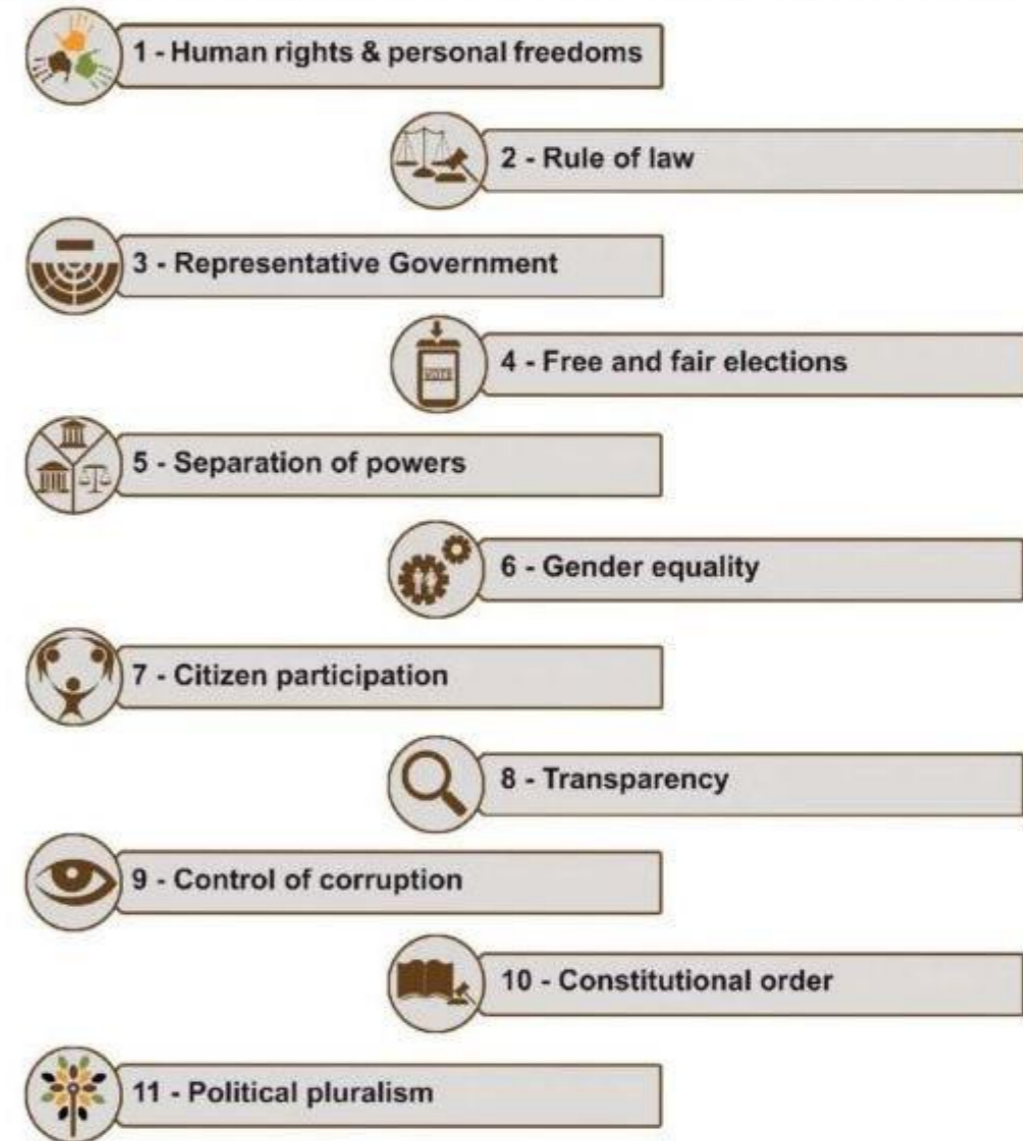 1 - Human rights & personal freedoms
2 - Rule of law
3 - Representative Government
VOTE
4 - Free and fair elections
5 - Separation of powers
6 - Gender equality
7 - Citizen participation
8 - Transparency
9 - Control of corruption
10 - Constitutional order
11 - Political pluralism